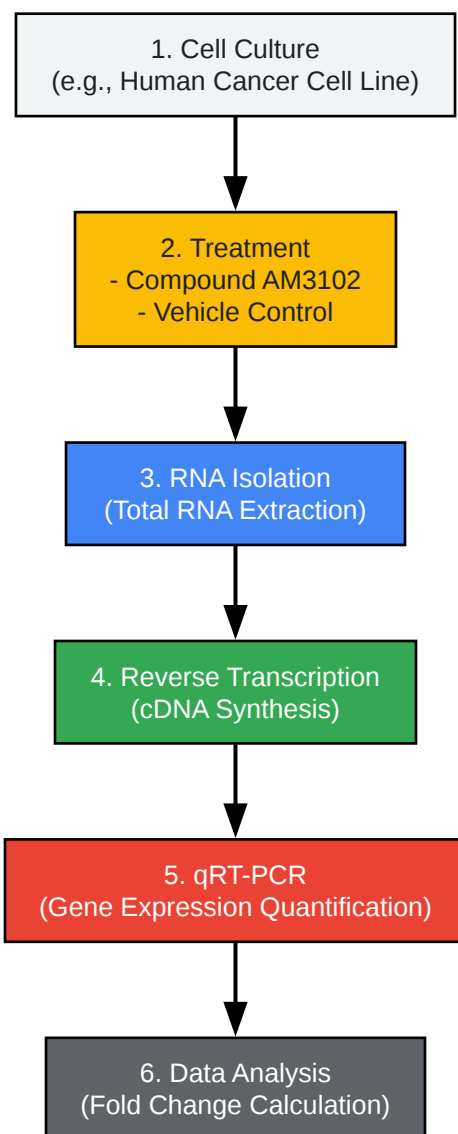 1. Cell Culture
(e.g., Human Cancer Cell Line)
2. Treatment
- Compound AM3102
- Vehicle Control
3. RNA Isolation
(Total RNA Extraction)
4. Reverse Transcription
(cDNA Synthesis)
5. qRT-PCR
(Gene Expression Quantification)
6. Data Analysis
(Fold Change Calculation)